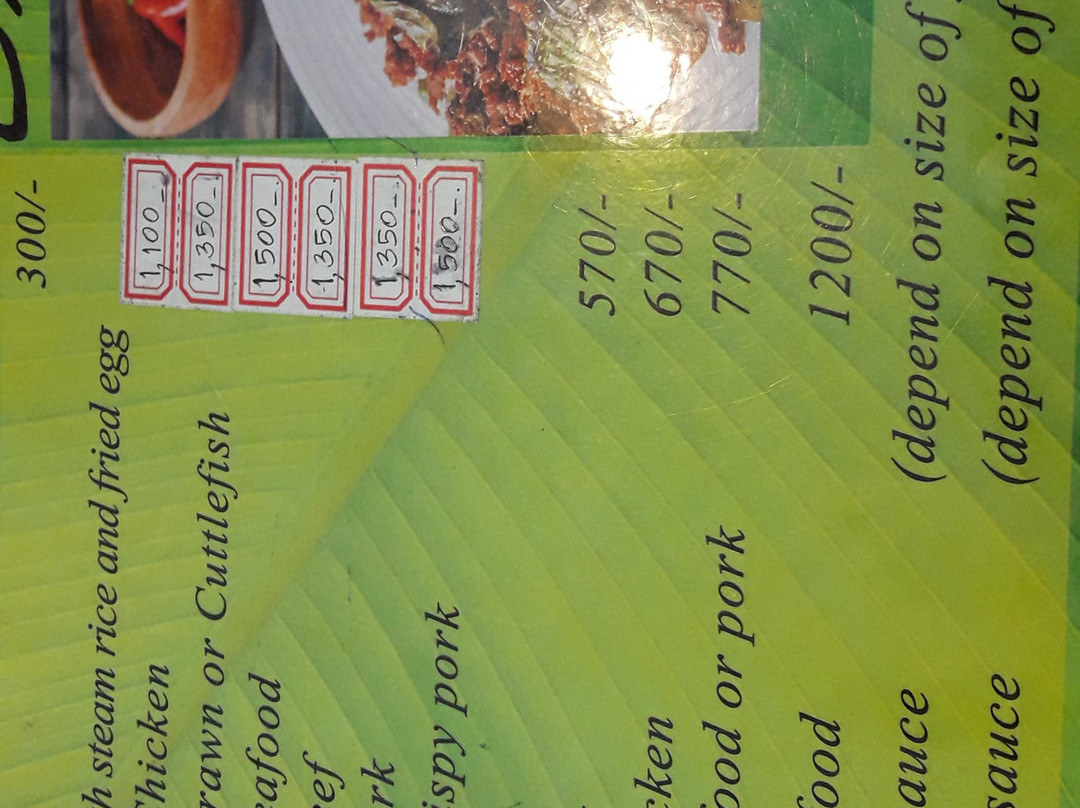 300/-
h steam rice and fried egg
hicken 1,100_
rawn or Cuttlefish 1,350_
eafood 1,500_
eef 1,350_
rk 1,350_
ispy pork 1,500_.
570/-
cken 670/-
ood or pork 770/-
ood 1200/-
auce (depend on size of
sauce (depend on size of